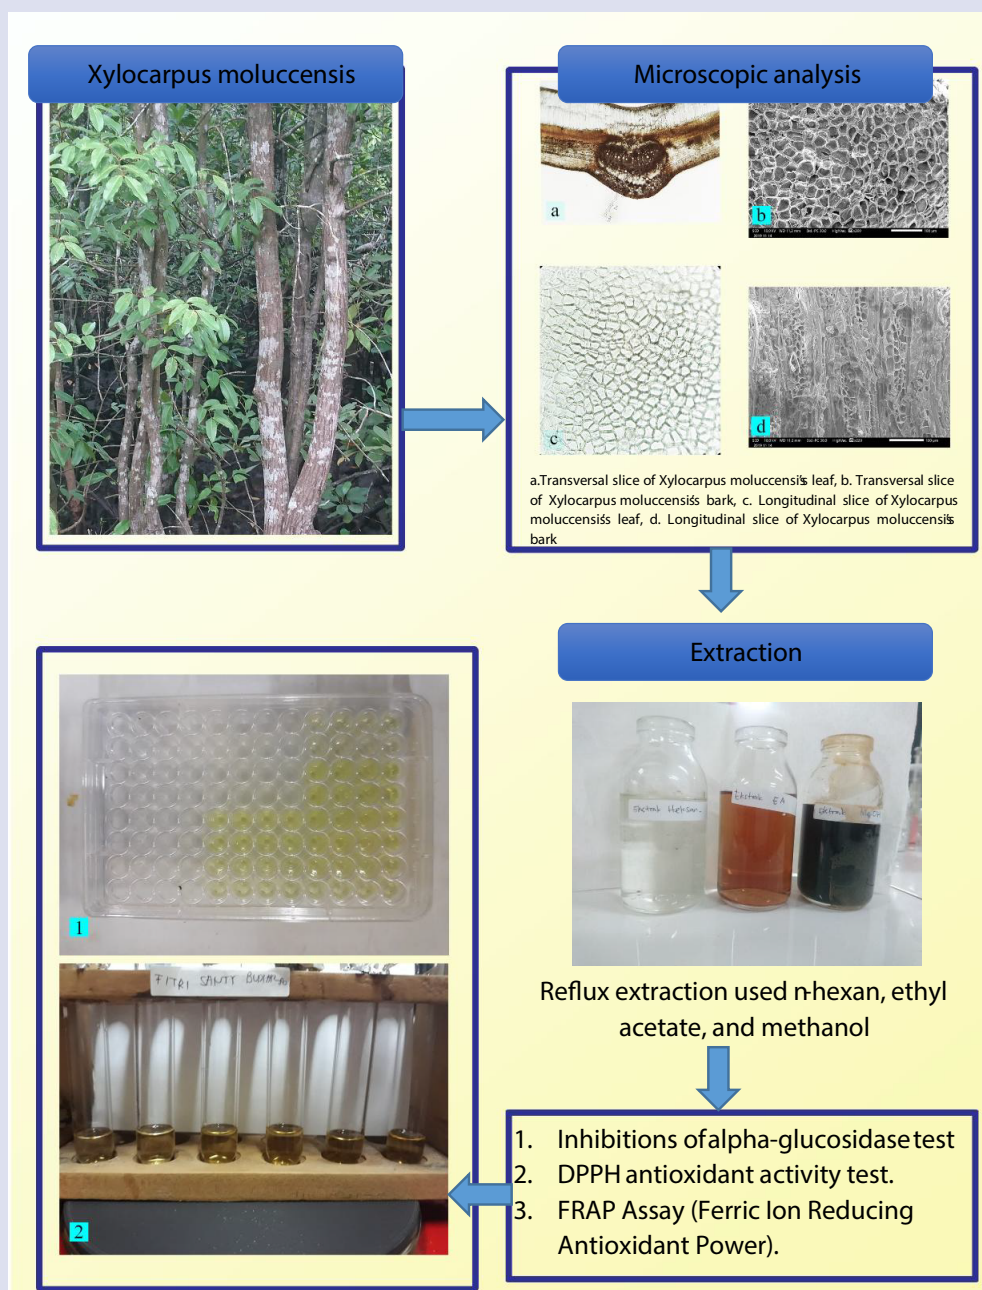 Xylocarpus moluccensis
Microscopic analysis
a
b
c
d
a.Transversal slice of Xylocarpus moluccensis's leaf, b. Transversal slice
of Xylocarpus moluccensis's bark, c. Longitudinal slice of Xylocarpus
moluccensis's leaf, d. Longitudinal slice of Xylocarpus moluccensis's
bark
Extraction
Ekstrak Heksan
Ekstrak EA
Ekstrak
Reflux extraction used n-hexan, ethyl
acetate, and methanol
1. Inhibitions of alpha-glucosidase test
2. DPPH antioxidant activity test.
3. FRAP Assay (Ferric Ion Reducing
Antioxidant Power).
1
FITRI SANTI
2